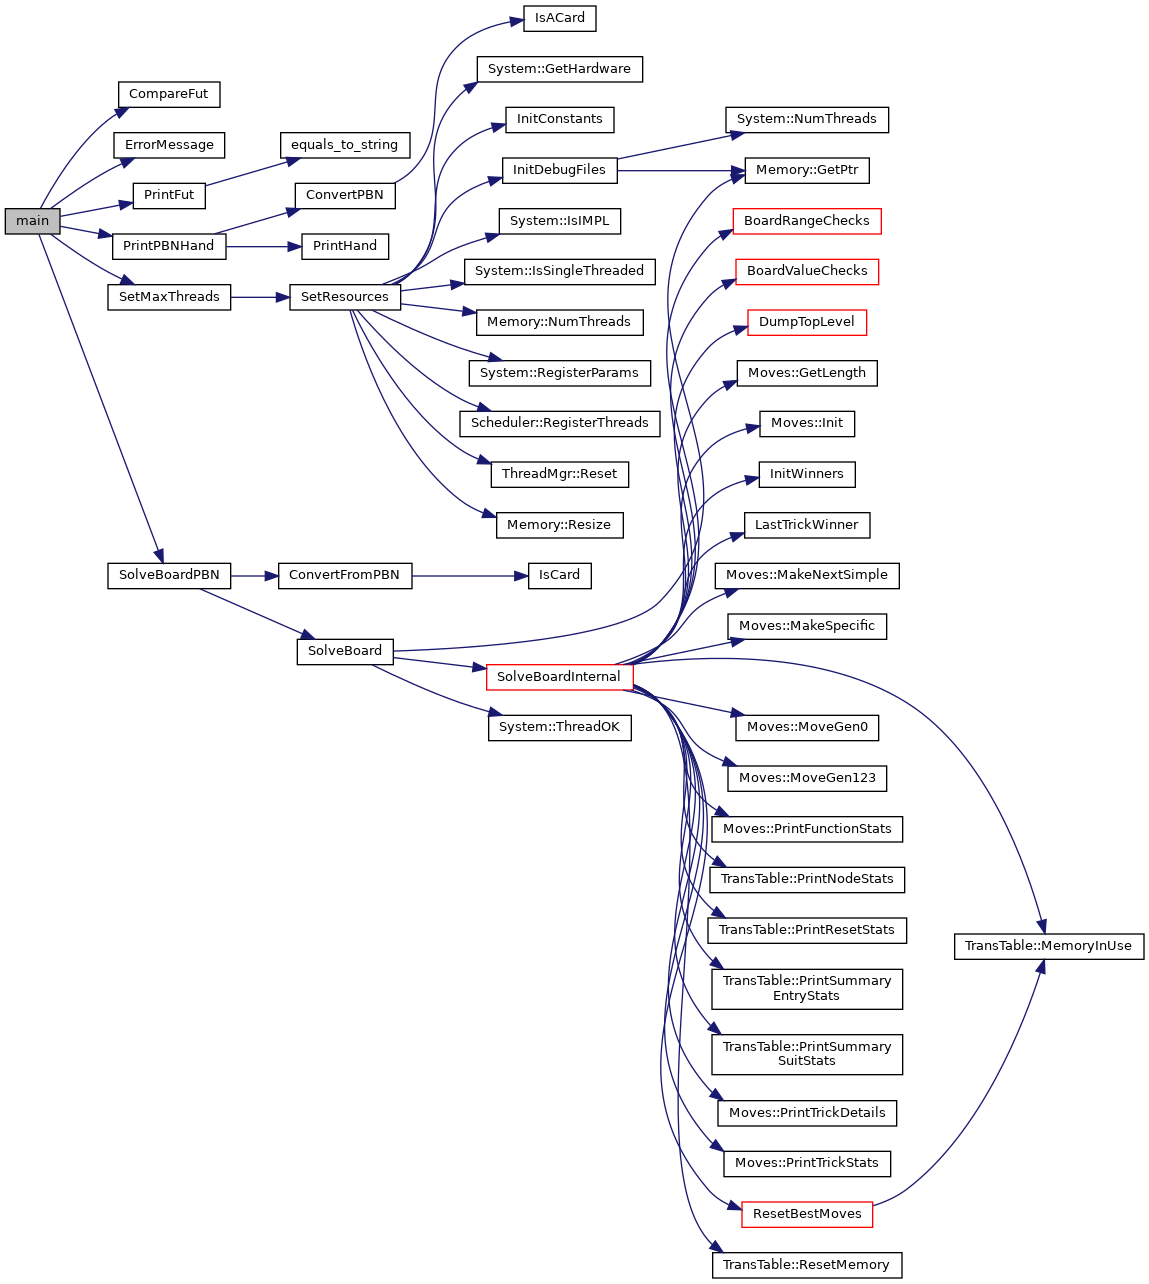 IsACard
System::GetHardware
CompareFut
InitConstants
System::NumThreads
ErrorMessage
equals_to_string
InitDebugFiles
Memory::GetPtr
PrintFut
ConvertPBN
main
System::IsIMPL
BoardRangeChecks
PrintPBNHand
PrintHand
System::IsSingleThreaded
BoardValueChecks
SetMaxThreads
SetResources
Memory::NumThreads
DumpTopLevel
System::RegisterParams
Moves::GetLength
Scheduler::RegisterThreads
Moves::Init
ThreadMgr::Reset
InitWinners
Memory::Resize
LastTrickWinner
SolveBoardPBN
ConvertFromPBN
IsCard
Moves::MakeNextSimple
Moves::MakeSpecific
SolveBoard
SolveBoardInternal
System::ThreadOK
Moves::MoveGen0
Moves::MoveGen123
Moves::PrintFunctionStats
TransTable::PrintNodeStats
TransTable::PrintResetStats
TransTable::MemoryInUse
TransTable::PrintSummary
EntryStats
TransTable::PrintSummary
SuitStats
Moves::PrintTrickDetails
Moves::PrintTrickStats
ResetBestMoves
TransTable::ResetMemory